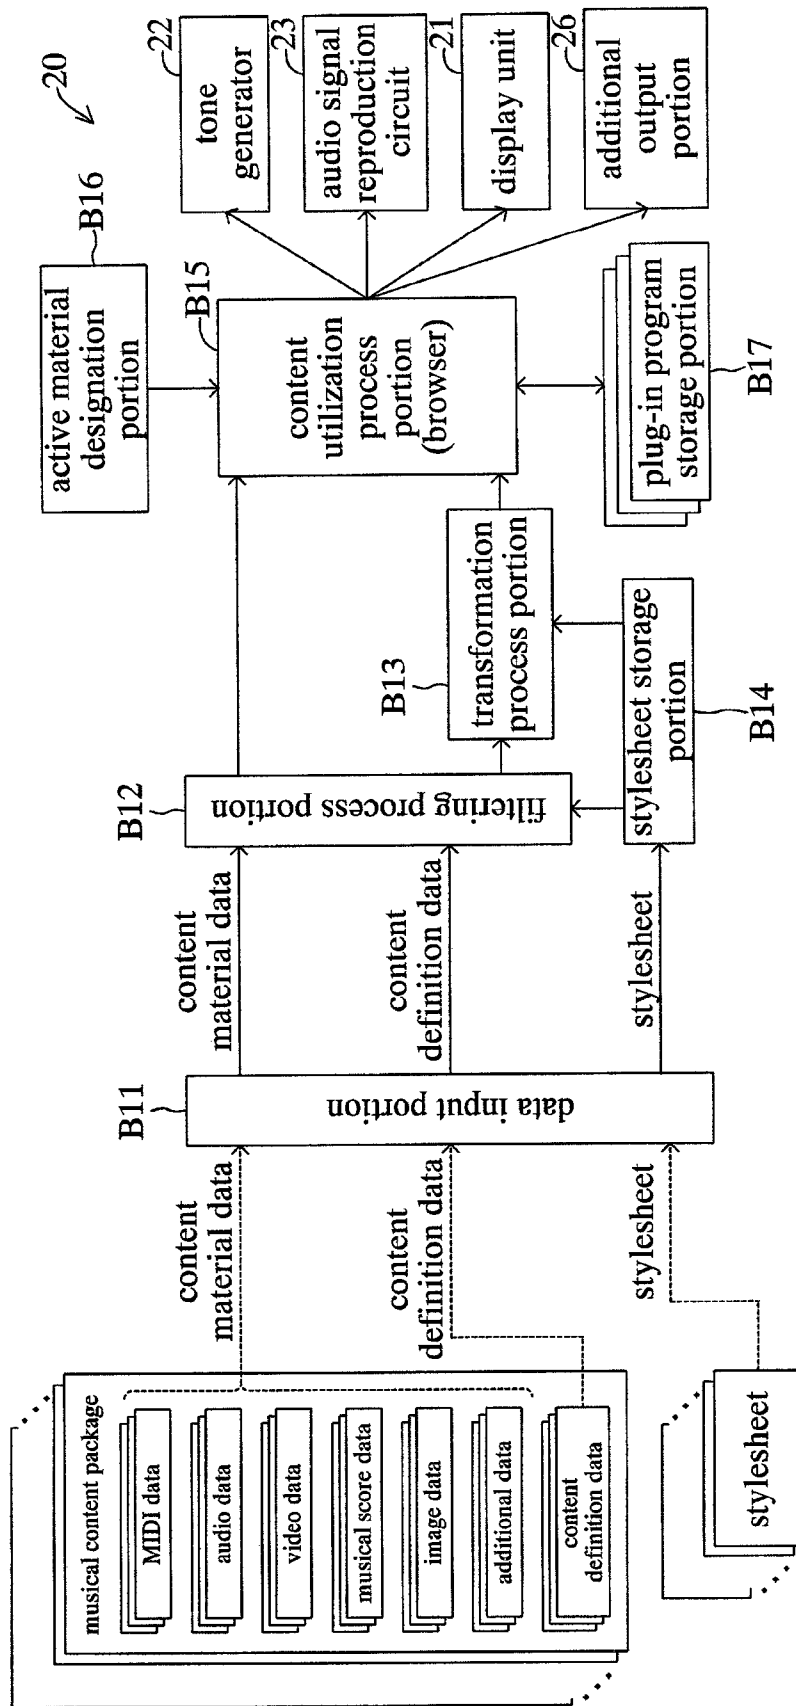 20
musical content package
MIDI data
audio data
video data
musical score data
image data
additional data
content
definition data
stylesheet
content
material data
content
definition data
stylesheet
B11
data input portion
content
material data
content
definition data
stylesheet
B12
filtering process portion
B13
transformation
process portion
B14
stylesheet storage
portion
B15
content
utilization
process
portion
(browser)
B16
active material
designation
portion
B17
plug-in program
storage portion
22
tone
generator
23
audio signal
reproduction
circuit
21
display unit
26
additional
output
portion